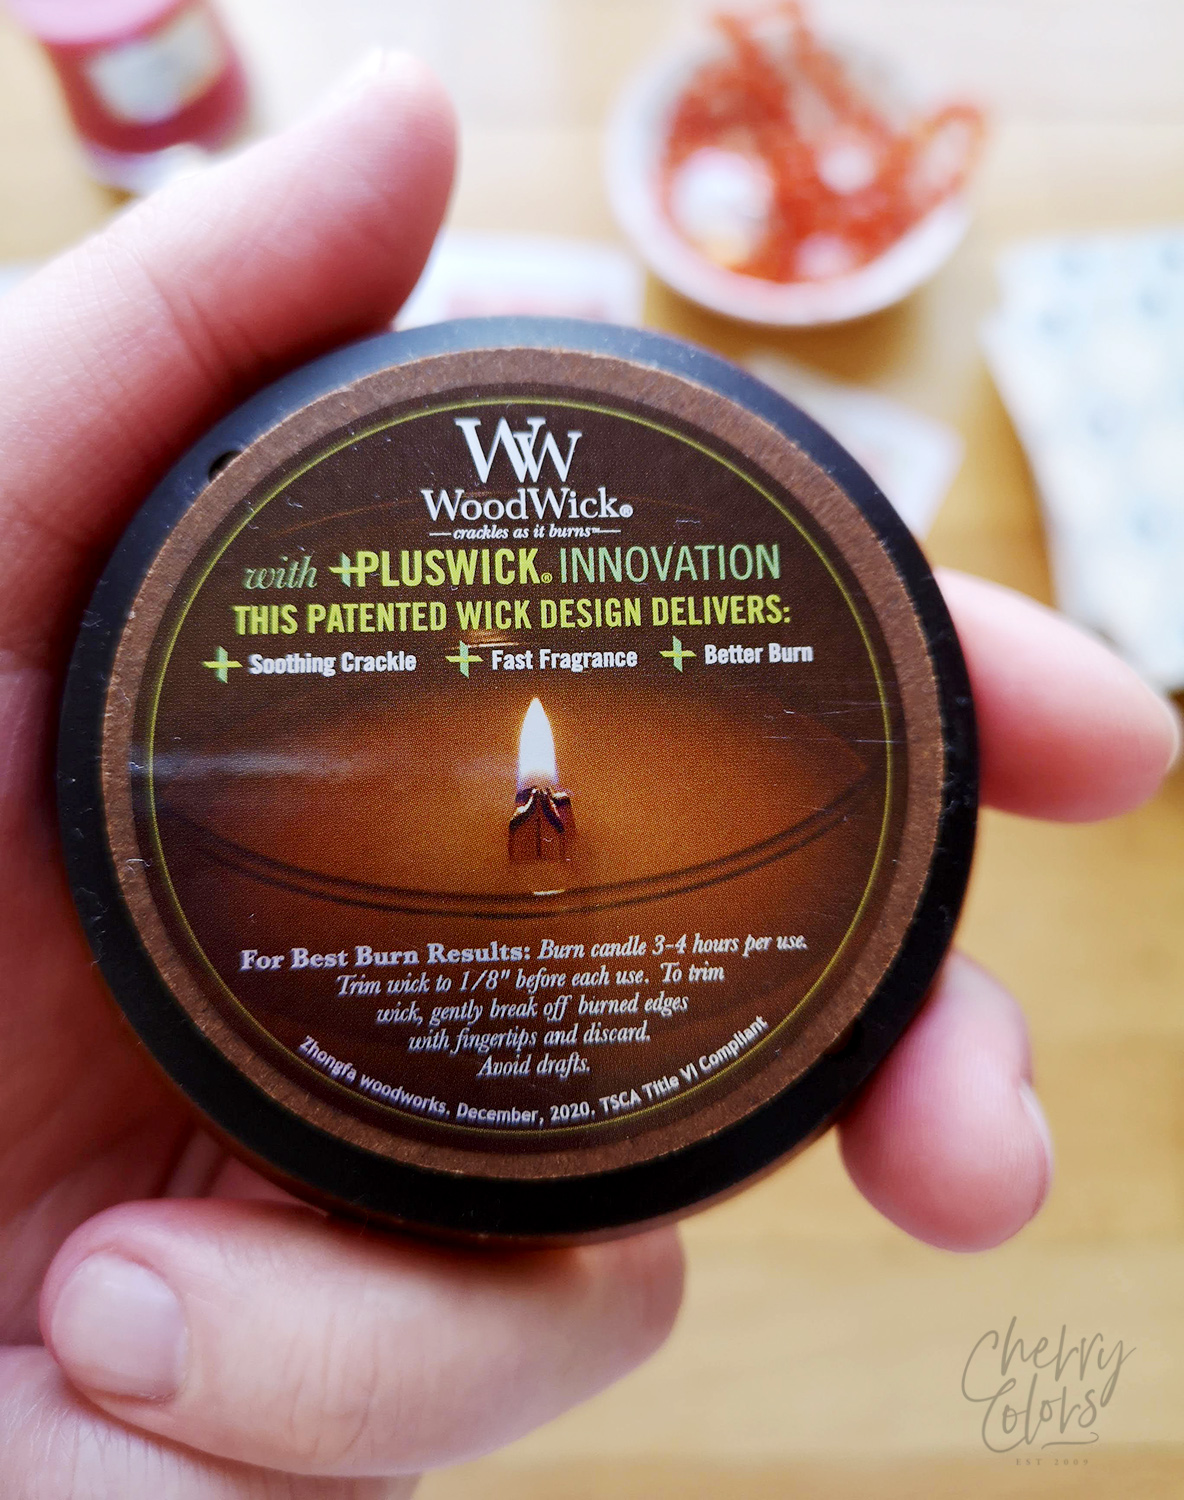 WW
WoodWick®
crackles as it burns™
with +PLUSWICK® INNOVATION
THIS PATENTED WICK DESIGN DELIVERS:
+ Soothing Crackle + Fast Fragrance + Better Burn
For Best Burn Results: Burn candle 3-4 hours per use.
Trim wick to 1/8" before each use. To trim
wick, gently break off burned edges
with fingertips and discard.
Avoid drafts.
Zhongfa woodworks. December, 2020. TSCA Title VI Compliant
Cherry
Colors
EST 2009